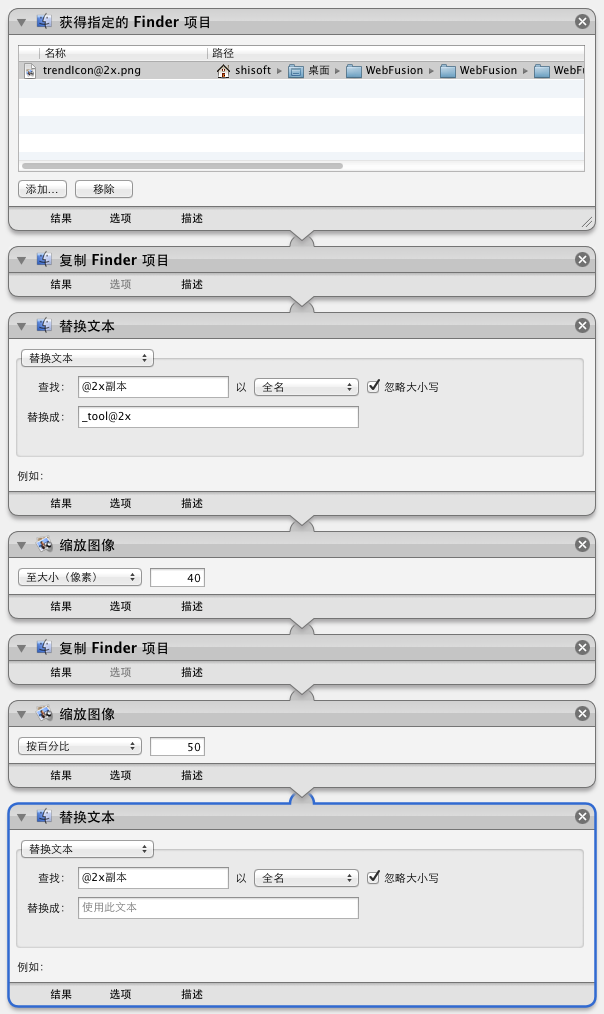 获得指定的 Finder 项目
名称 路径
trendIcon@2x.png shisoft 桌面 WebFusion WebFusion WebFu
添加... 移除
结果 选项 描述
复制 Finder 项目
结果 选项 描述
替换文本
替换文本
查找: @2x副本 以 全名 忽略大小写
替换成: _tool@2x
例如:
结果 选项 描述
缩放图像
至大小（像素） 40
结果 选项 描述
复制 Finder 项目
结果 选项 描述
缩放图像
按百分比 50
结果 选项 描述
替换文本
替换文本
查找: @2x副本 以 全名 忽略大小写
替换成: 使用此文本
例如:
结果 选项 描述